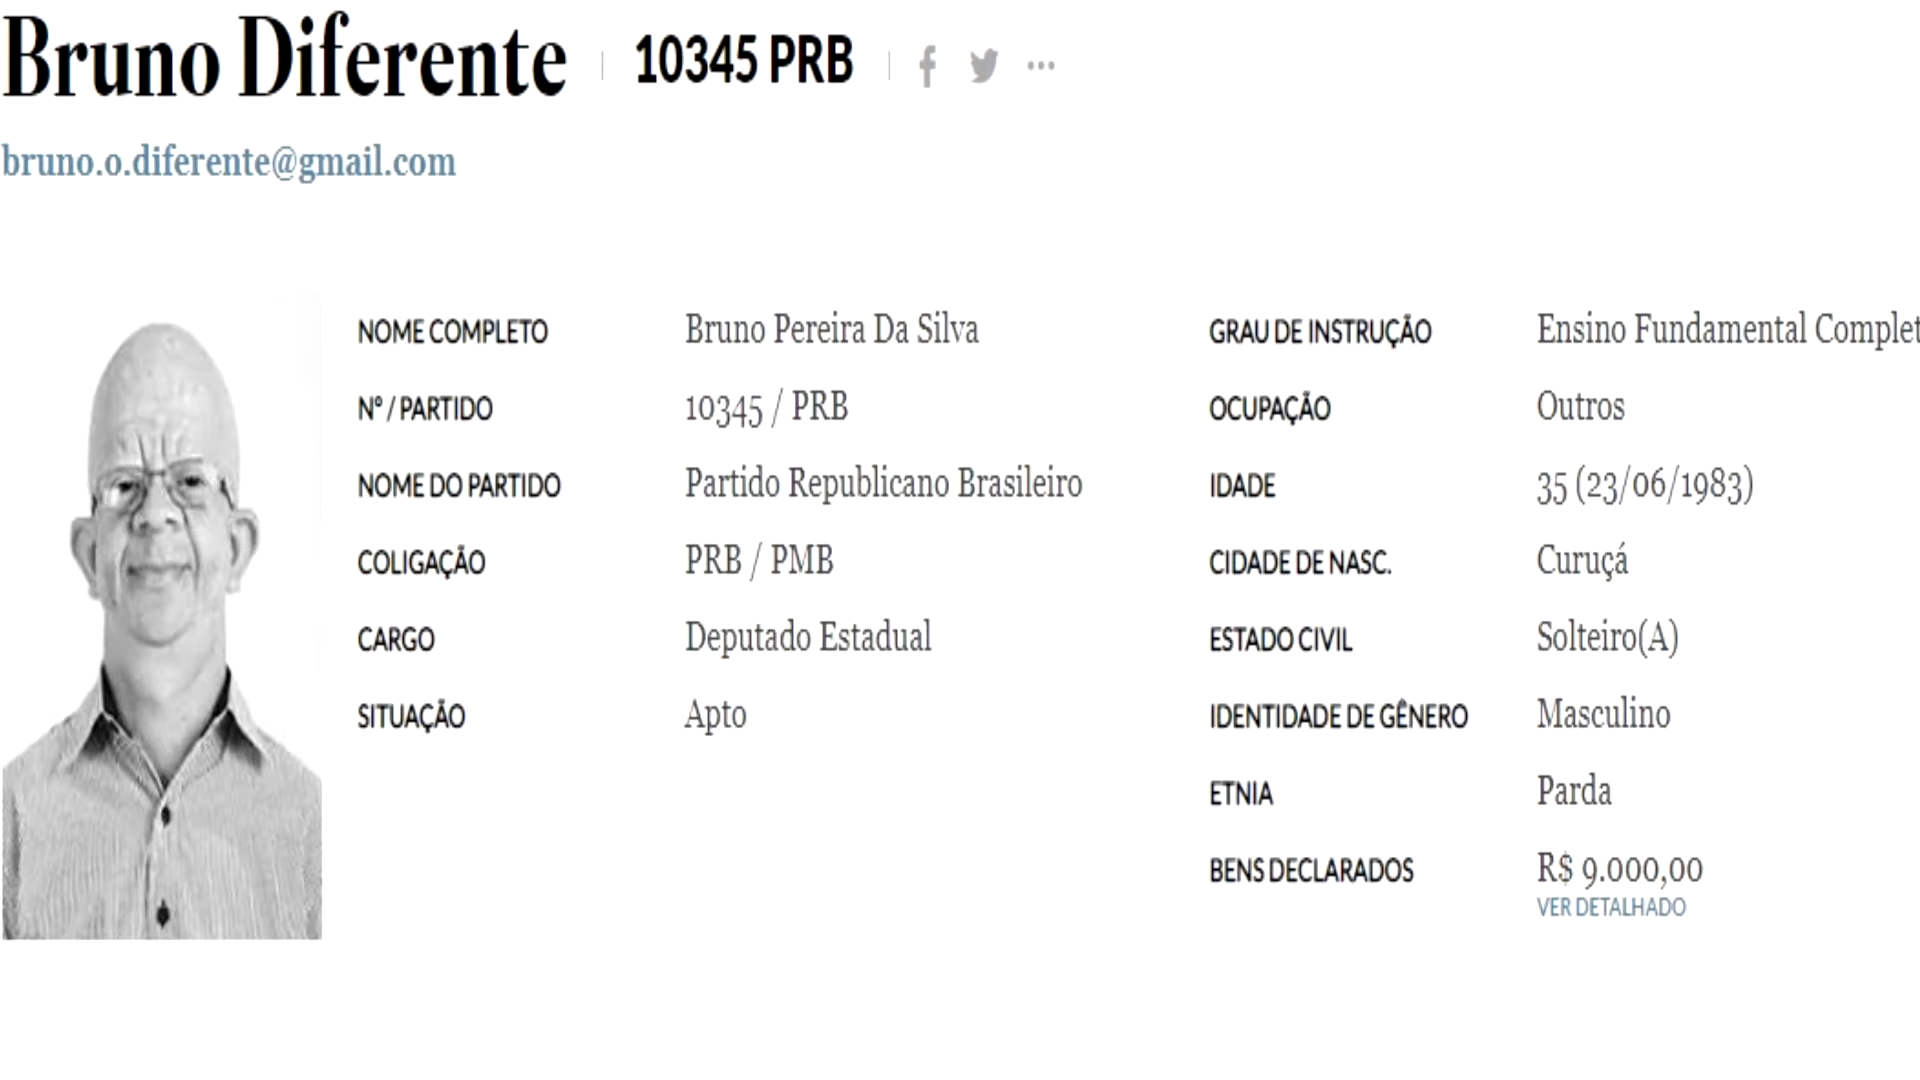 Bruno Diferente 10345 PRB
bruno.o.diferente@gmail.com
NOME COMPLETO Bruno Pereira Da Silva
Nº / PARTIDO 10345 / PRB
NOME DO PARTIDO Partido Republicano Brasileiro
COLIGAÇÃO PRB / PMB
CARGO Deputado Estadual
SITUAÇÃO Apto
GRAU DE INSTRUÇÃO Ensino Fundamental Complet
OCUPAÇÃO Outros
IDADE 35 (23/06/1983)
CIDADE DE NASC. Curuçá
ESTADO CIVIL Solteiro(A)
IDENTIDADE DE GÊNERO Masculino
ETNIA Parda
BENS DECLARADOS R$ 9.000,00
VER DETALHADO